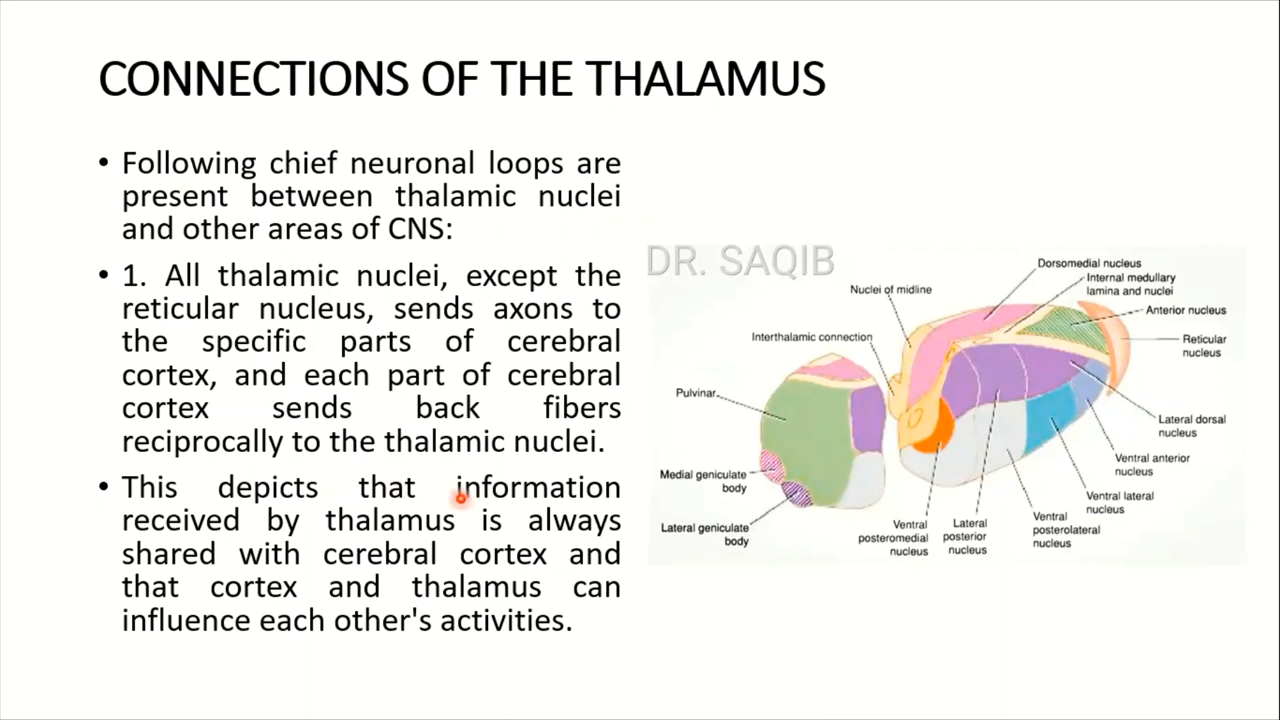 CONNECTIONS OF THE THALAMUS
• Following chief neuronal loops are
present between thalamic nuclei
and other areas of CNS:
• 1. All thalamic nuclei, except the
reticular nucleus, sends axons to
the specific parts of cerebral
cortex, and each part of cerebral
cortex sends back fibers
reciprocally to the thalamic nuclei.
• This depicts that information
received by thalamus is always
shared with cerebral cortex and
that cortex and thalamus can
influence each other's activities.
DR. SAQIB
Dorsomedial nucleus
Internal medullary
lamina and nuclei
Nuclei of midline
Anterior nucleus
Interthalamic connection
Reticular
nucleus
Pulvinar
Lateral dorsal
nucleus
Ventral anterior
nucleus
Medial geniculate
body
Ventral lateral
nucleus
Lateral geniculate
body
Ventral
posteromedial
nucleus
Lateral
posterior
nucleus
Ventral
posterolateral
nucleus